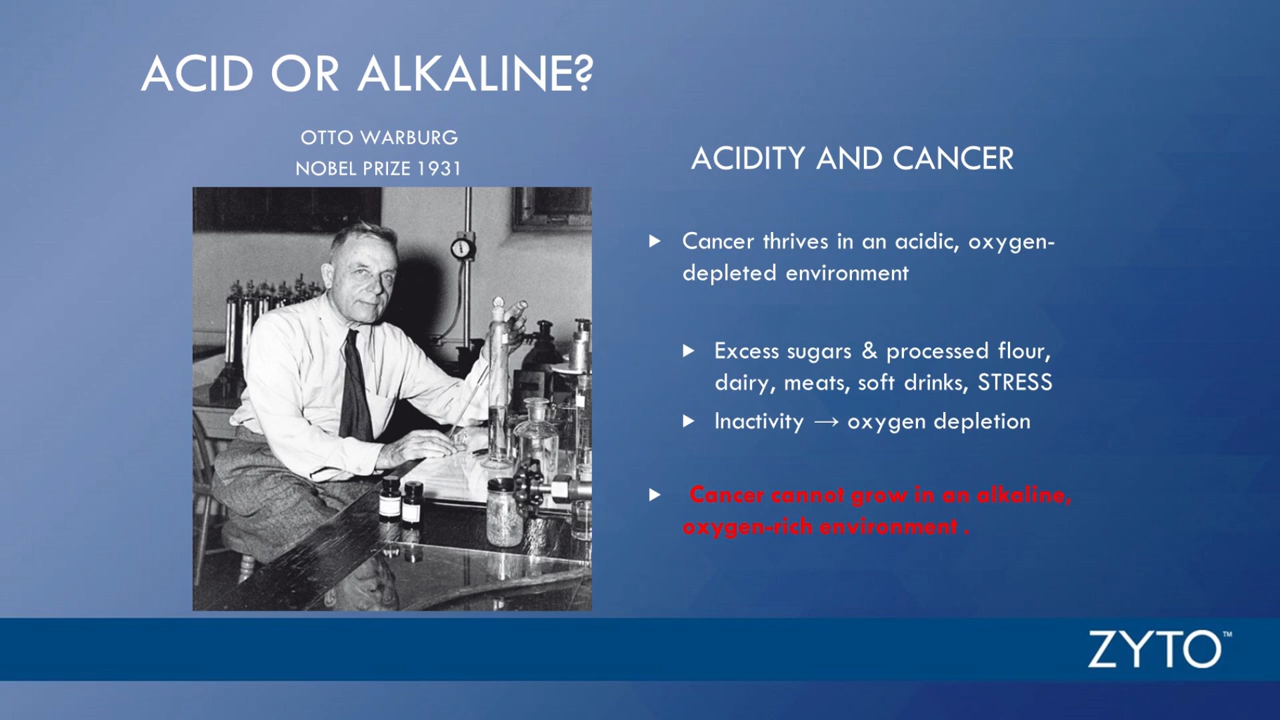 ACID OR ALKALINE?
OTTO WARBURG
NOBEL PRIZE 1931
ACIDITY AND CANCER
Cancer thrives in an acidic, oxygen-
depleted environment
Excess sugars & processed flour,
dairy, meats, soft drinks, STRESS
Inactivity → oxygen depletion
Cancer cannot grow in an alkaline,
oxygen-rich environment .
ZYTO™